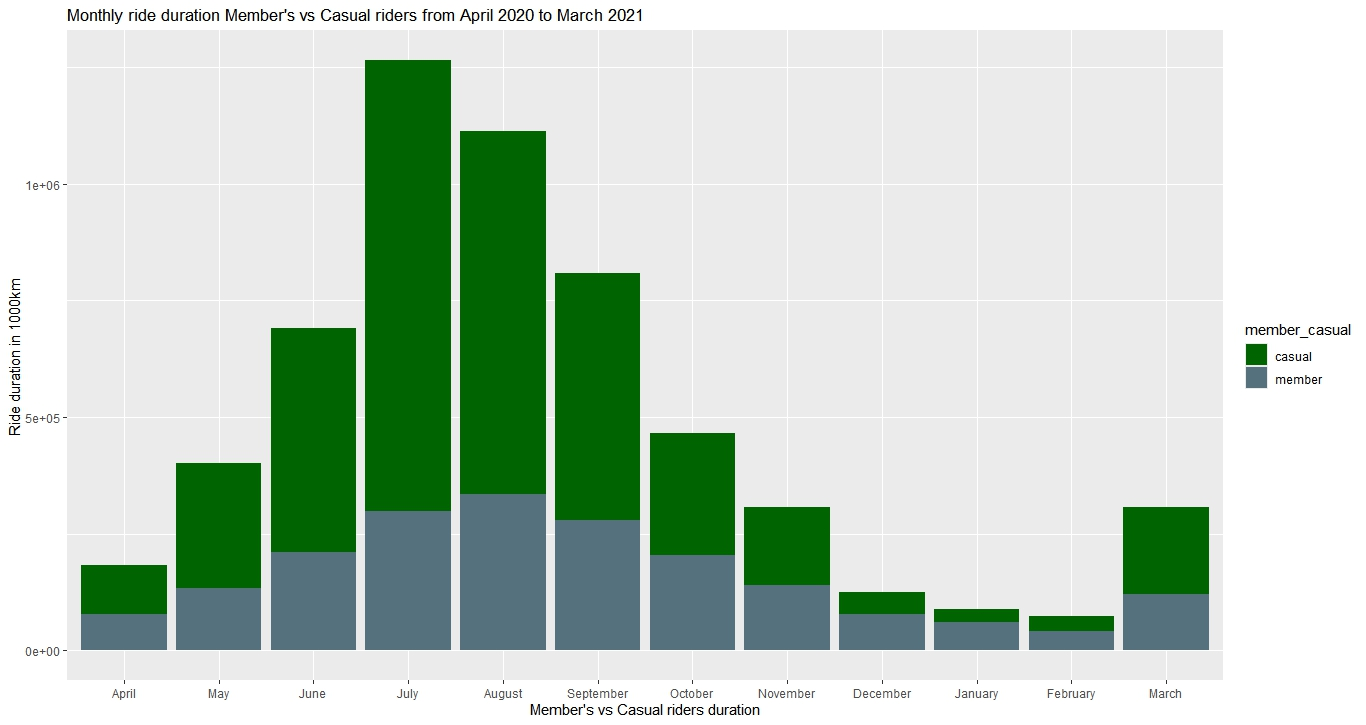 Monthly ride duration Member's vs Casual riders from April 2020 to March 2021
Ride duration in 1000km
1e+06
5e+05
0e+00
April May June July August September October November December January February March
Member's vs Casual riders duration
member_casual
casual
member